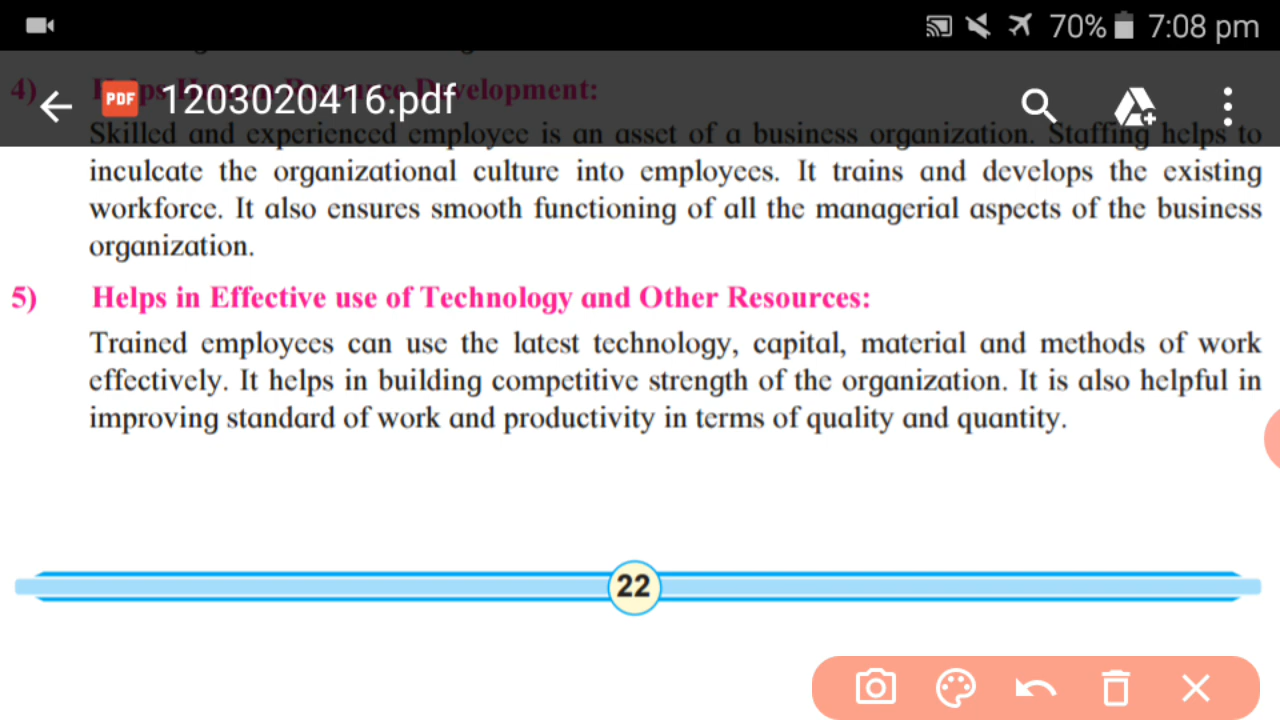 70% 7:08 pm
4) Helps Human Resource Development:
PDF 1203020416.pdf
Skilled and experienced employee is an asset of a business organization. Staffing helps to
inculcate the organizational culture into employees. It trains and develops the existing
workforce. It also ensures smooth functioning of all the managerial aspects of the business
organization.
5) Helps in Effective use of Technology and Other Resources:
Trained employees can use the latest technology, capital, material and methods of work
effectively. It helps in building competitive strength of the organization. It is also helpful in
improving standard of work and productivity in terms of quality and quantity.
22